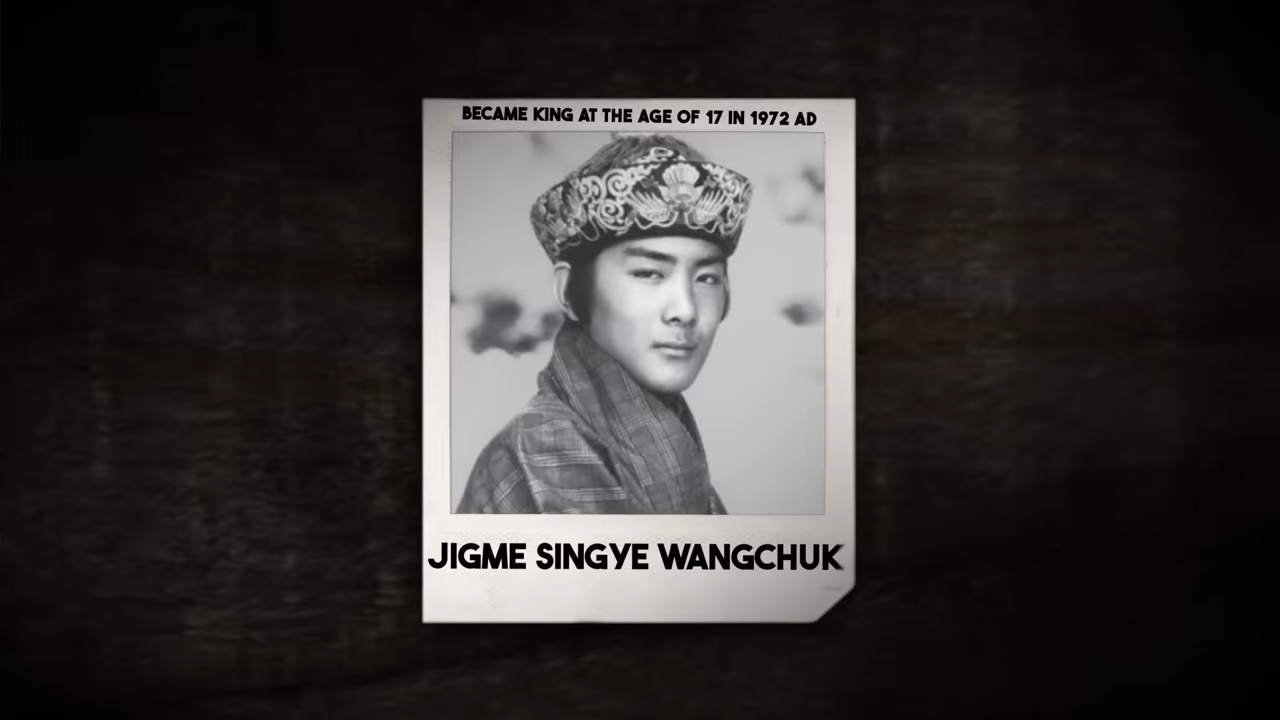 BECAME KING AT THE AGE OF 17 IN 1972 AD
JIGME SINGYE WANGCHUK